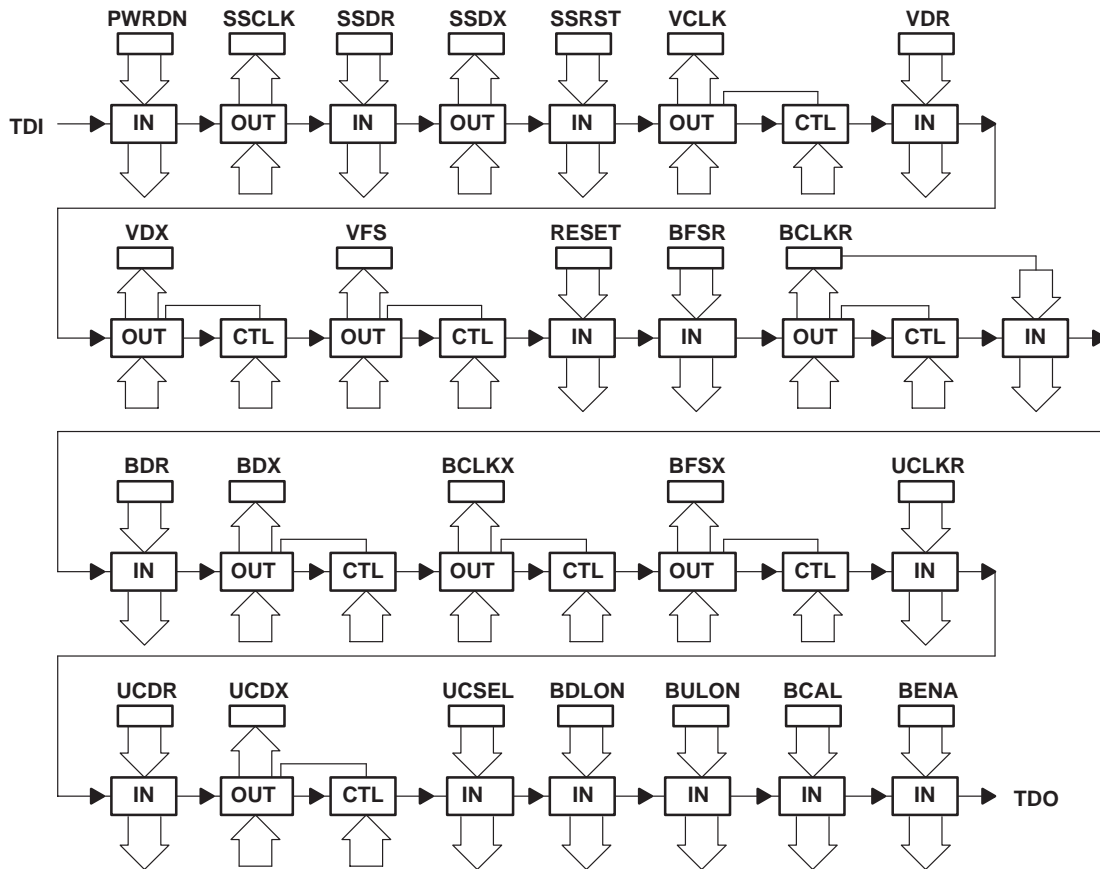 PWRDN SSCLK SSDR SSDX SSRST VCLK VDR
TDI IN OUT IN OUT IN OUT CTL IN
VDX VFS RESET BFSR BCLKR
OUT CTL OUT CTL IN IN OUT CTL IN
BDR BDX BCLKX BFSX UCLKR
IN OUT CTL OUT CTL OUT CTL IN
UCDR UCDX UCSEL BDLON BULON BCAL BENA
IN OUT CTL IN IN IN IN IN TDO